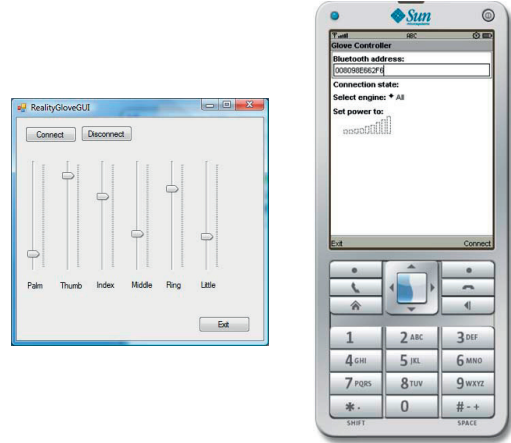 RealityGloveGUI
Connect Disconnect
Palm Thumb Index Middle Ring Little
Exit
Sun
ABC
Glove Controller
Bluetooth address:
008098E662F6
Connection state:
Select engine: All
Set power to:
Exit Connect
1 2 ABC 3 DEF
4 GHI 5 JKL 6 MNO
7 PQRS 8 TUV 9 WXYZ
* . 0 # - +
SHIFT SPACE